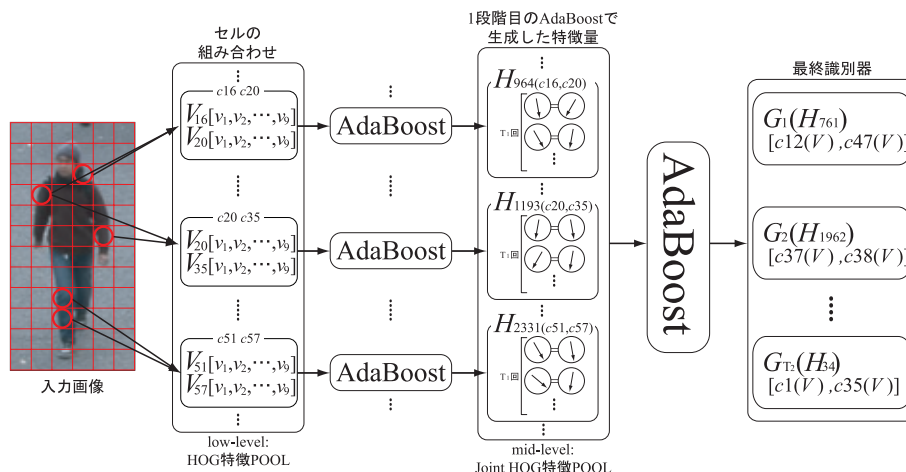 セルの
組み合わせ
c16 c20
V16[v1,v2,…,v9]
V20[v1,v2,…,v9]
c20 c35
V20[v1,v2,…,v9]
V35[v1,v2,…,v9]
c51 c57
V51[v1,v2,…,v9]
V57[v1,v2,…,v9]
low-level:
HOG特徴POOL
入力画像
AdaBoost
AdaBoost
AdaBoost
1段階目のAdaBoostで
生成した特徴量
H964(c16,c20)
T1回
H1193(c20,c35)
T1回
H2331(c51,c57)
T1回
mid-level:
Joint HOG特徴POOL
AdaBoost
最終識別器
G1(H761)
[c12(V),c47(V)]
G2(H1962)
[c37(V),c38(V)]
GT2(H34)
[c1(V),c35(V)]